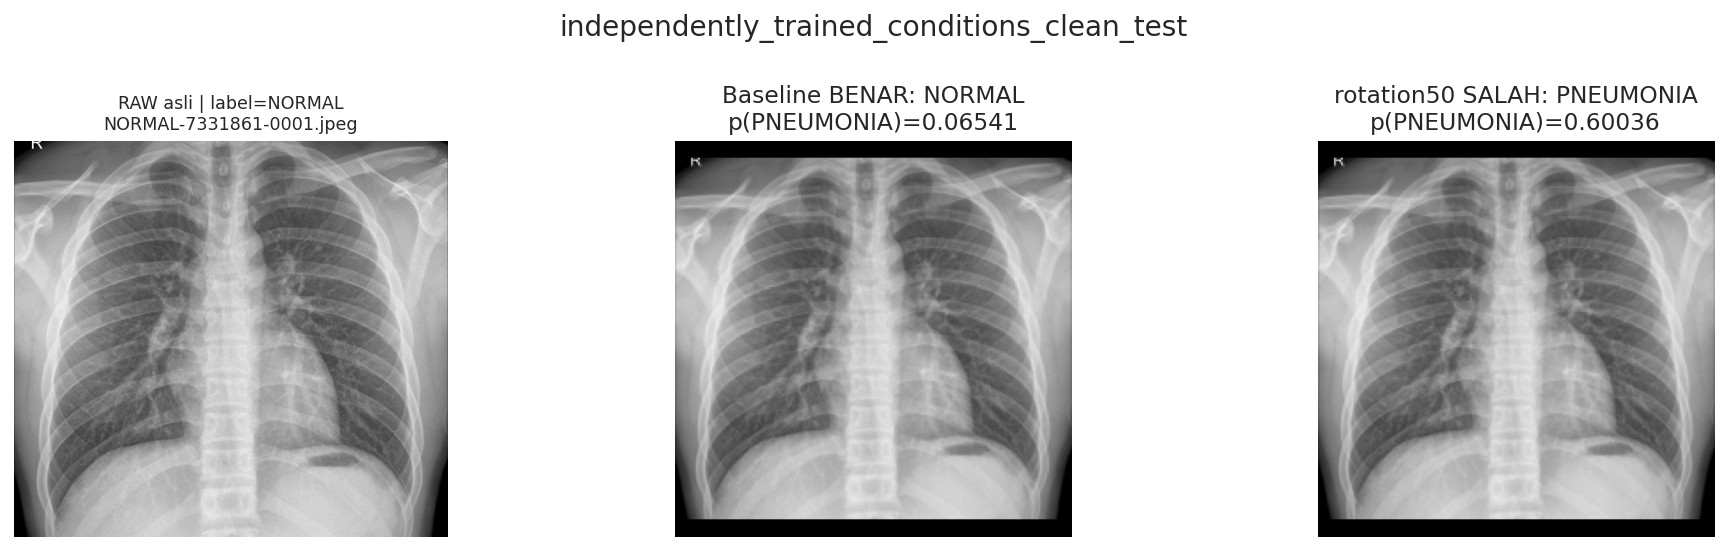 independently_trained_conditions_clean_test
RAW asli | label=NORMAL
NORMAL-7331861-0001.jpeg
Baseline BENAR: NORMAL
p(PNEUMONIA)=0.06541
rotation50 SALAH: PNEUMONIA
p(PNEUMONIA)=0.60036
R
R
R